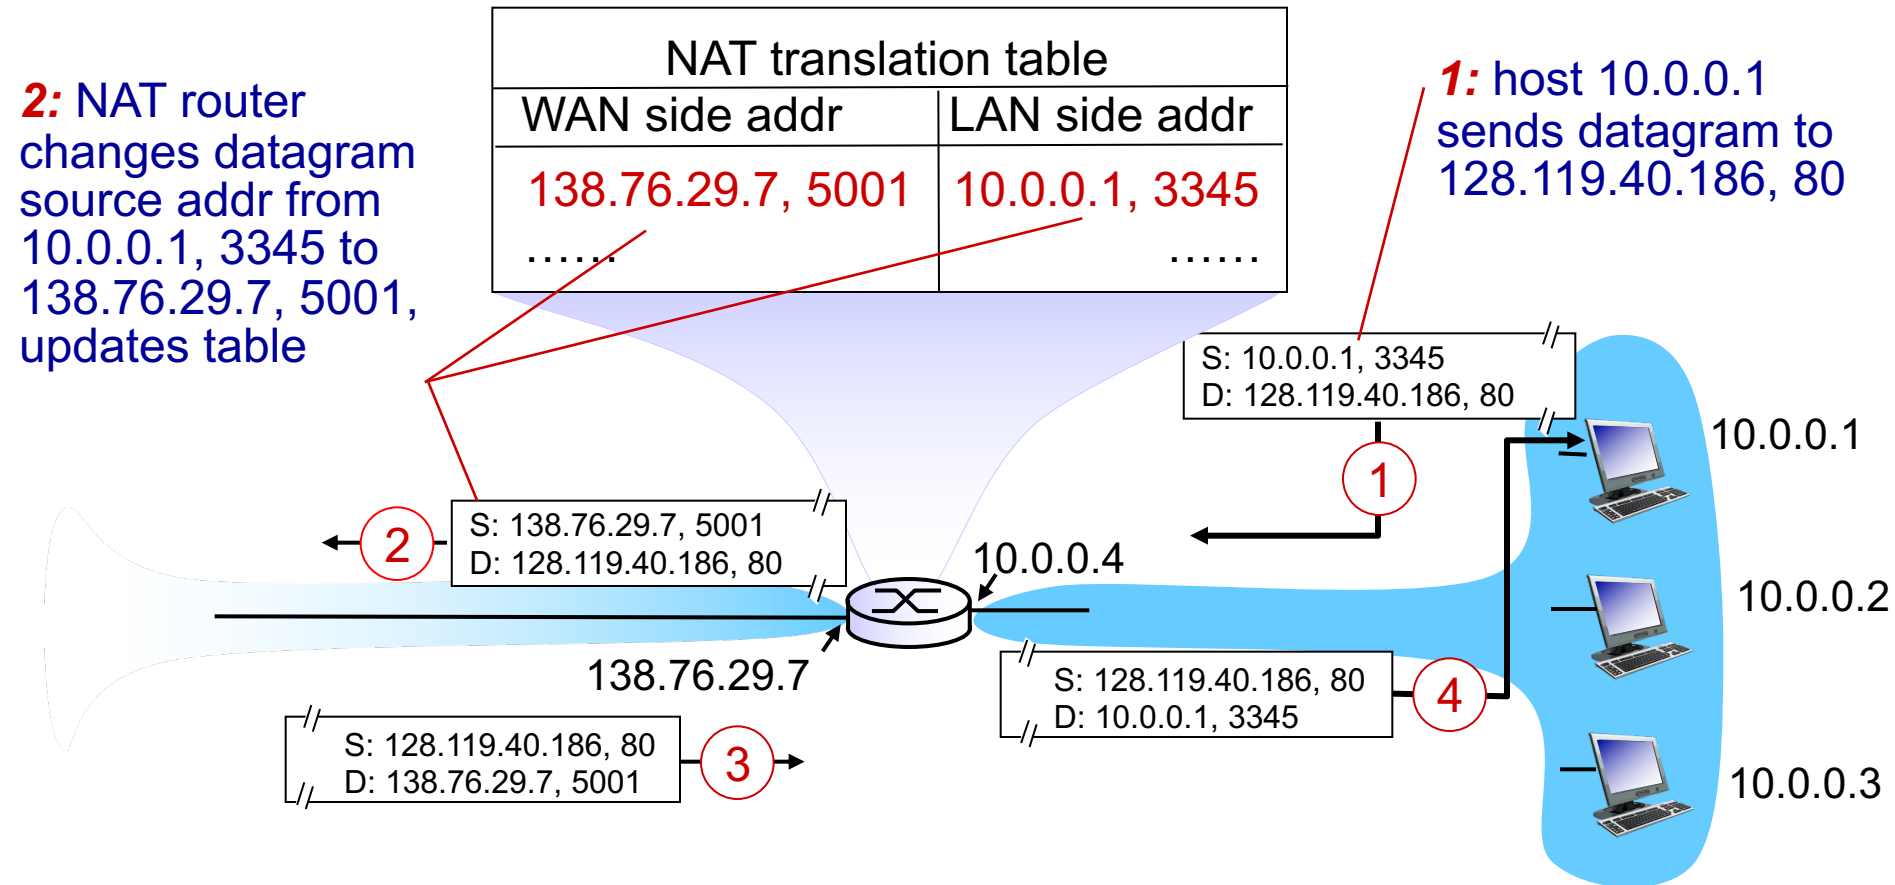 NAT translation table
WAN side addr
LAN side addr
138.76.29.7, 5001
10.0.0.1, 3345
......
......
2: NAT router
changes datagram
source addr from
10.0.0.1, 3345 to
138.76.29.7, 5001,
updates table
1: host 10.0.0.1
sends datagram to
128.119.40.186, 80
S: 10.0.0.1, 3345
D: 128.119.40.186, 80
1
10.0.0.1
S: 138.76.29.7, 5001
D: 128.119.40.186, 80
2
10.0.0.4
10.0.0.2
138.76.29.7
S: 128.119.40.186, 80
D: 10.0.0.1, 3345
4
S: 128.119.40.186, 80
D: 138.76.29.7, 5001
3
10.0.0.3